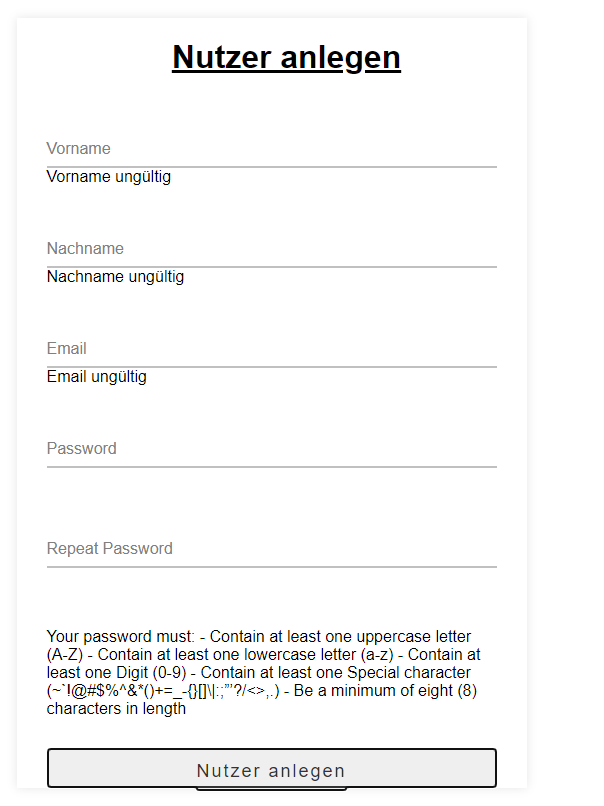 Nutzer anlegen
Vorname
Vorname ungültig
Nachname
Nachname ungültig
Email
Email ungültig
Password
Repeat Password
Your password must: - Contain at least one uppercase letter
(A-Z) - Contain at least one lowercase letter (a-z) - Contain at
least one Digit (0-9) - Contain at least one Special character
(~`!@#$%^&*()+=_-{}[]\|:;”’?/<>,.) - Be a minimum of eight (8)
characters in length
Nutzer anlegen